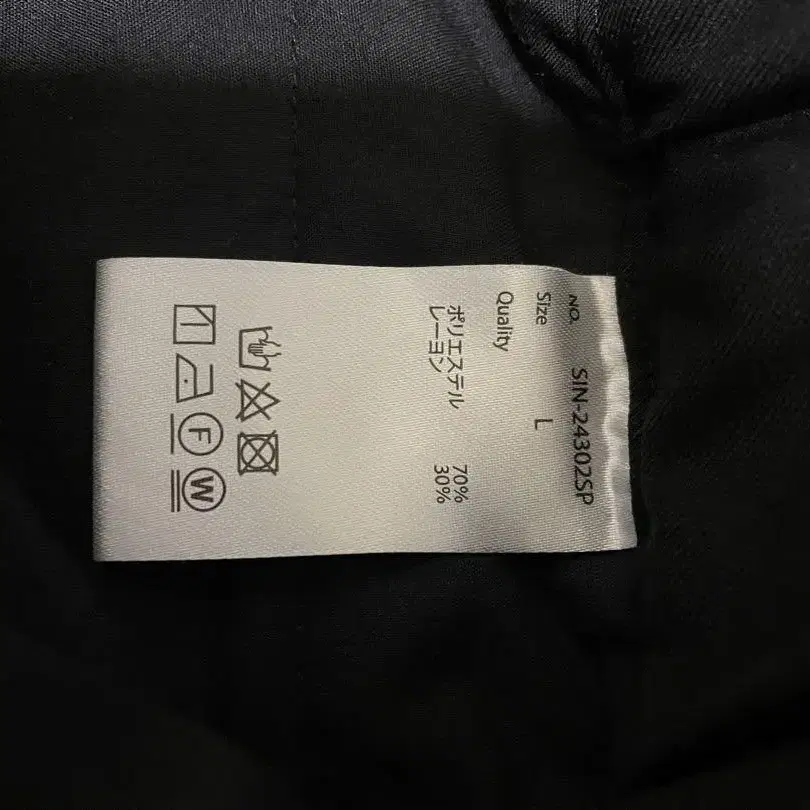 NO. SIN-24302SP
Size L
Quality
ポリエステル 70%
レーヨン 30%
F W